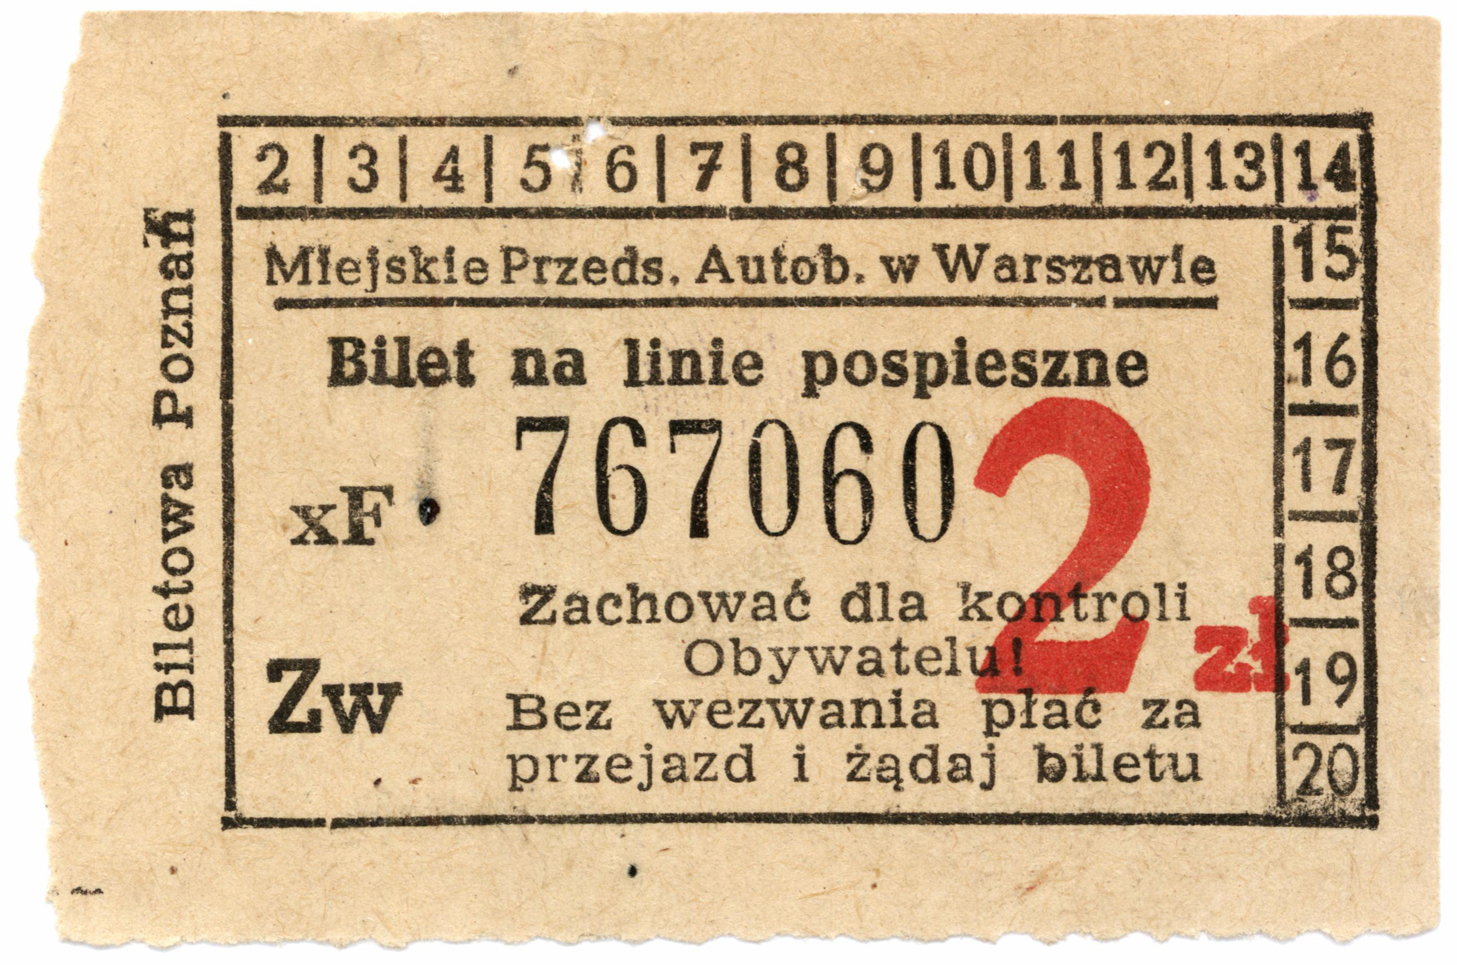 2 | 3 | 4 | 5 | 6 | 7 | 8 | 9 | 10 | 11 | 12 | 13 | 14
15
16
17
18
19
20
Miejskie Przeds. Autob. w Warszawie
Bilet na linie pospieszne
xF. 767060
2 zł
Zachować dla kontroli
Obywatelu!
Zw
Bez wezwania płać za
przejazd i żądaj biletu
Biletowa Poznań